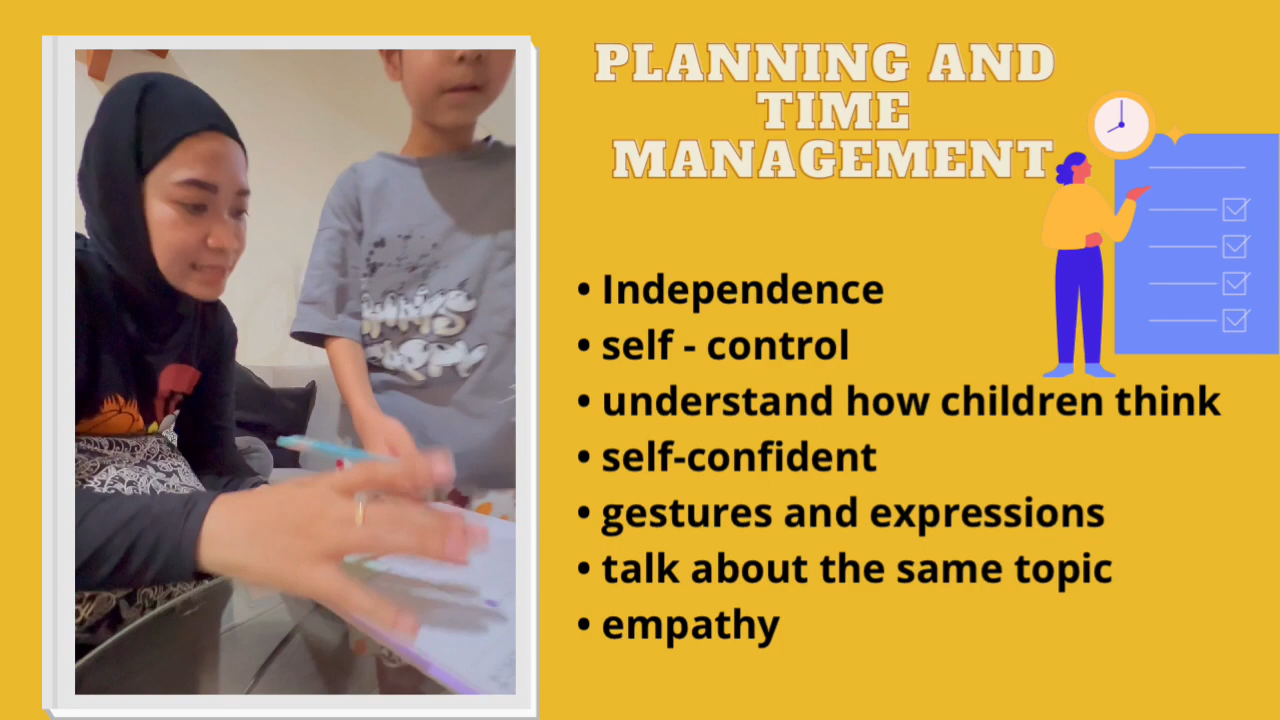 PLANNING AND
TIME
MANAGEMENT
• Independence
• self - control
• understand how children think
• self-confident
• gestures and expressions
• talk about the same topic
• empathy